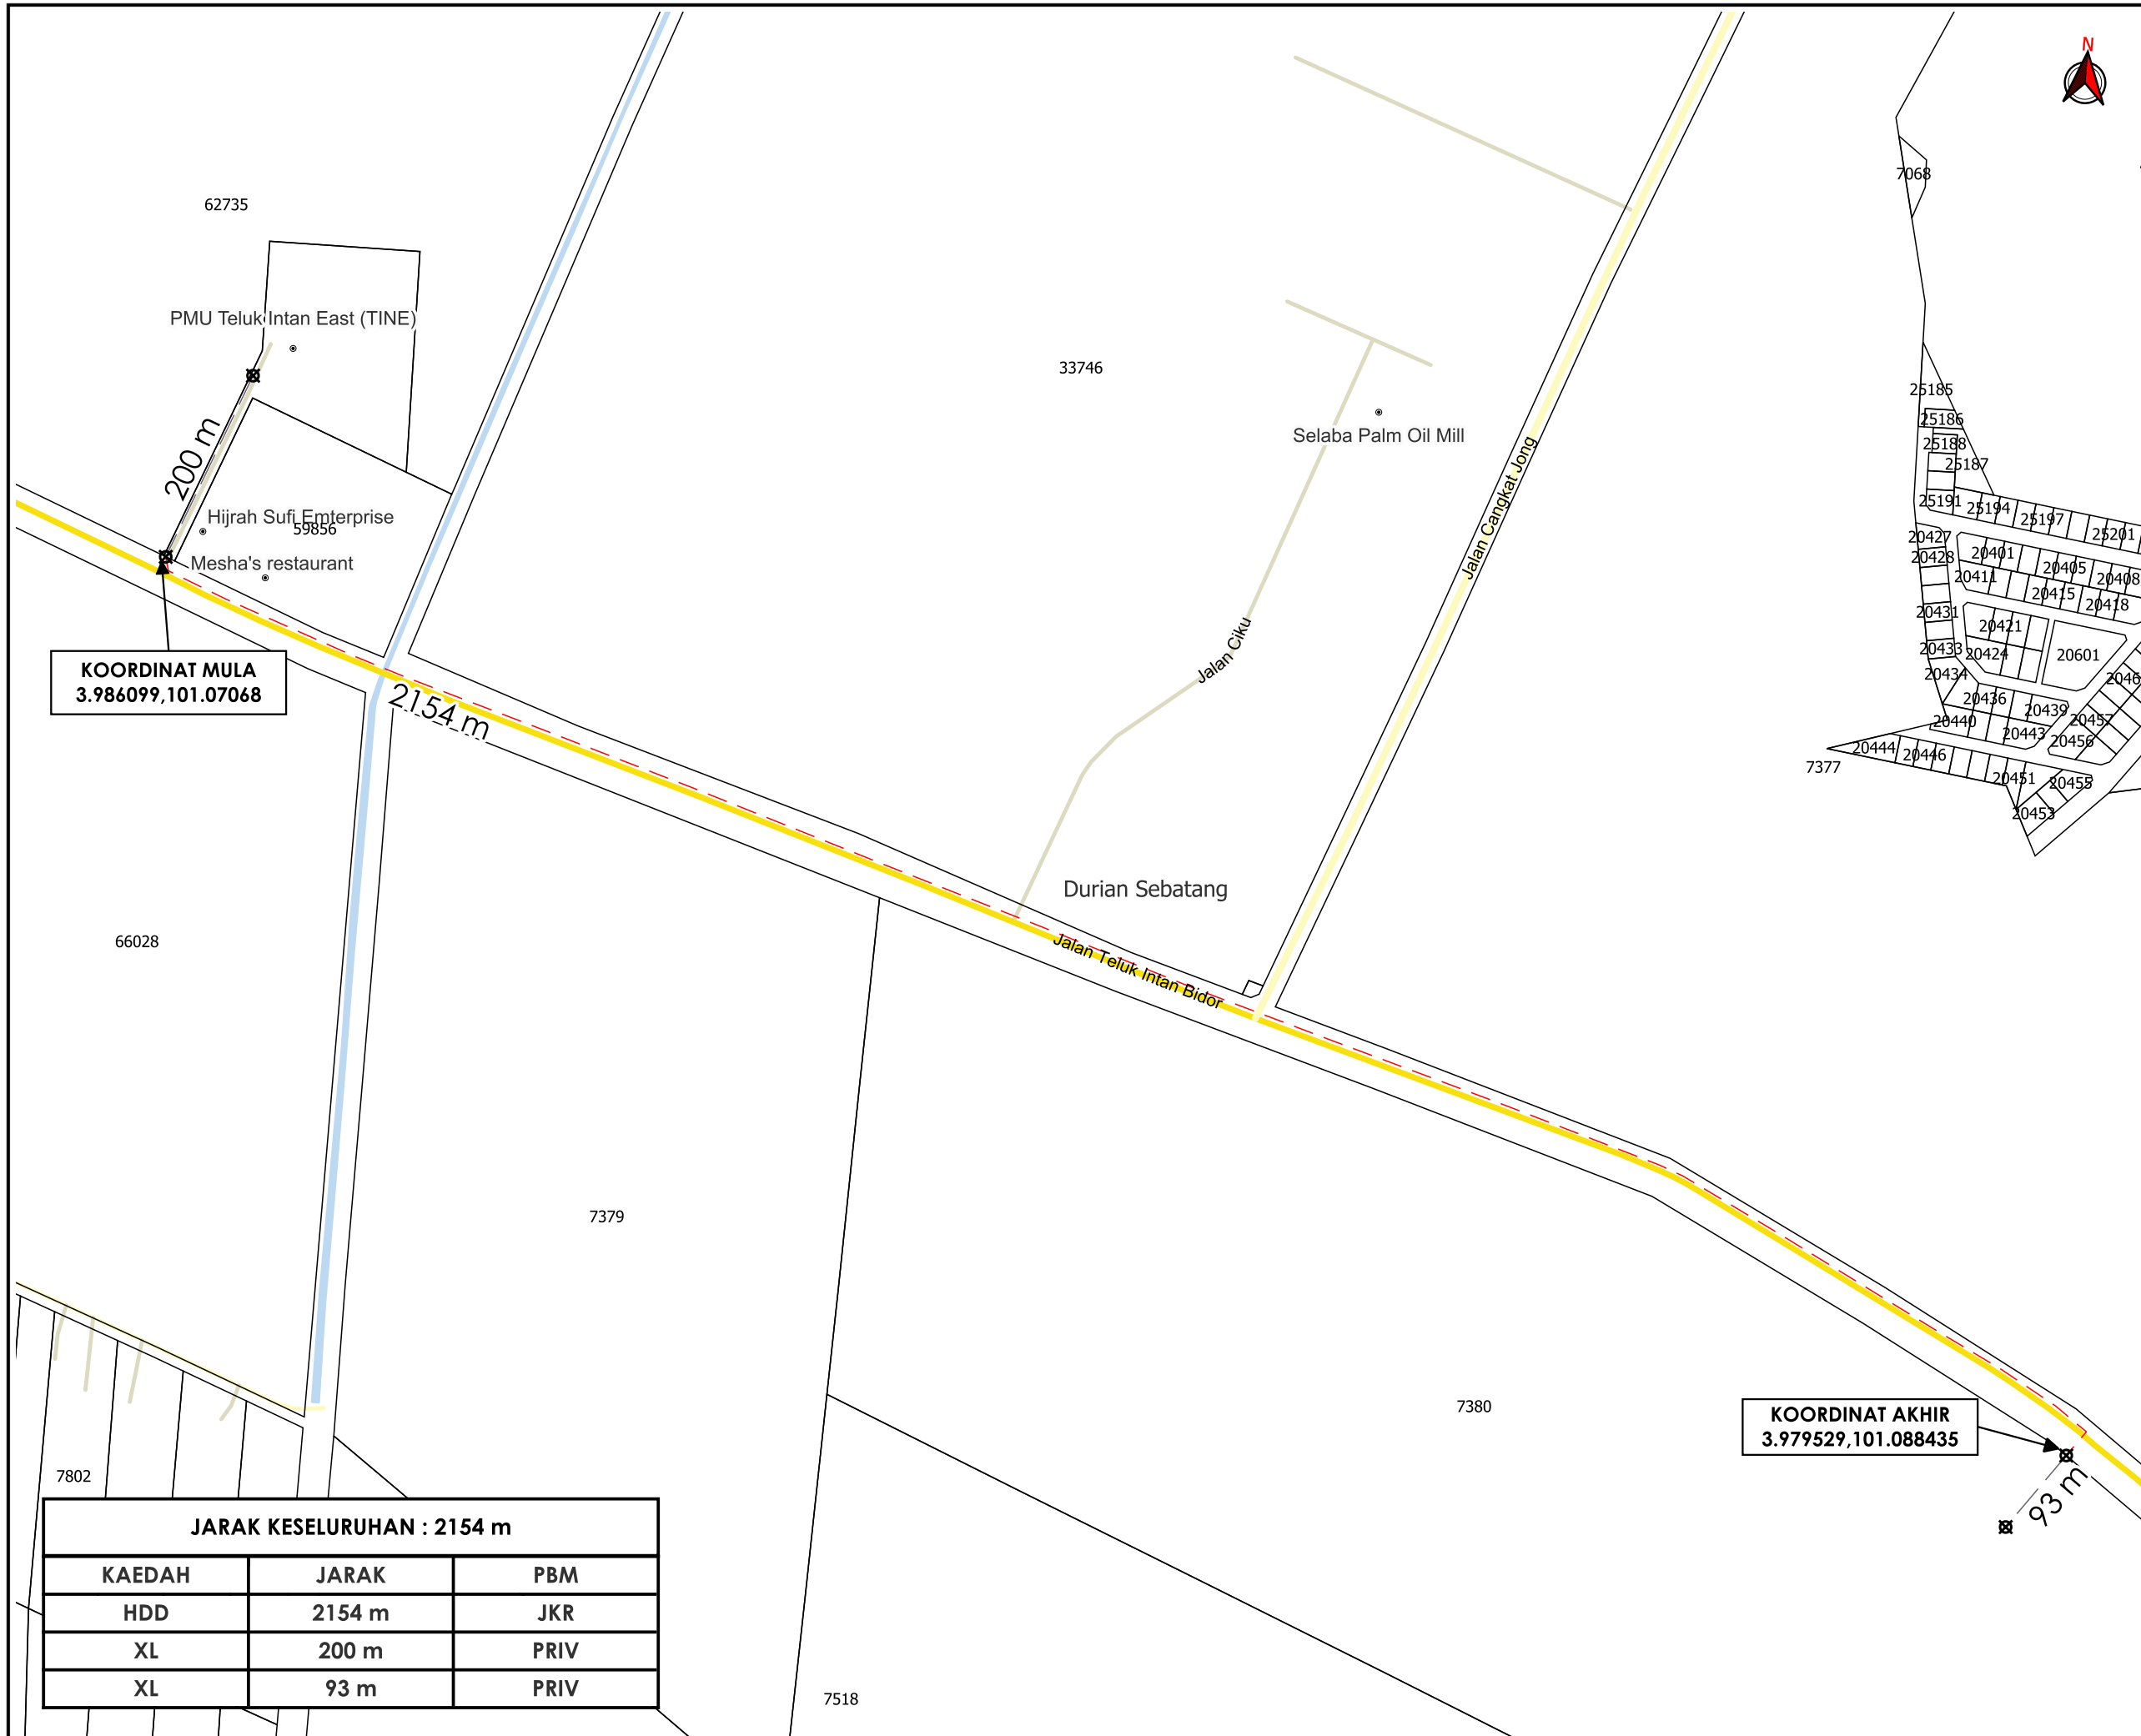 N
7068
62735
PMU Teluk Intan East (TINE)
33746
25185
Selaba Palm Oil Mill
25186
25188
25187
200 m
Jalan Cangkat Jong
25191
25194
25197
25201
Hijrah Sufi Emterprise
59856
20427
20428
20401
20405
20408
20411
20415
20418
Mesha's restaurant
20431
20421
20433
20424
20601
Jalan Ciku
KOORDINAT MULA
3.986099,101.07068
20434
2046
20436
20439
2154 m
20440
20443
20457
20456
20444
20446
7377
20451
20455
20453
Durian Sebatang
66028
Jalan Teluk Intan Bidor
7379
7380
KOORDINAT AKHIR
3.979529,101.088435
7802
93 m
JARAK KESELURUHAN : 2154 m
KAEDAH JARAK PBM
HDD 2154 m JKR
XL 200 m PRIV
XL 93 m PRIV
7518